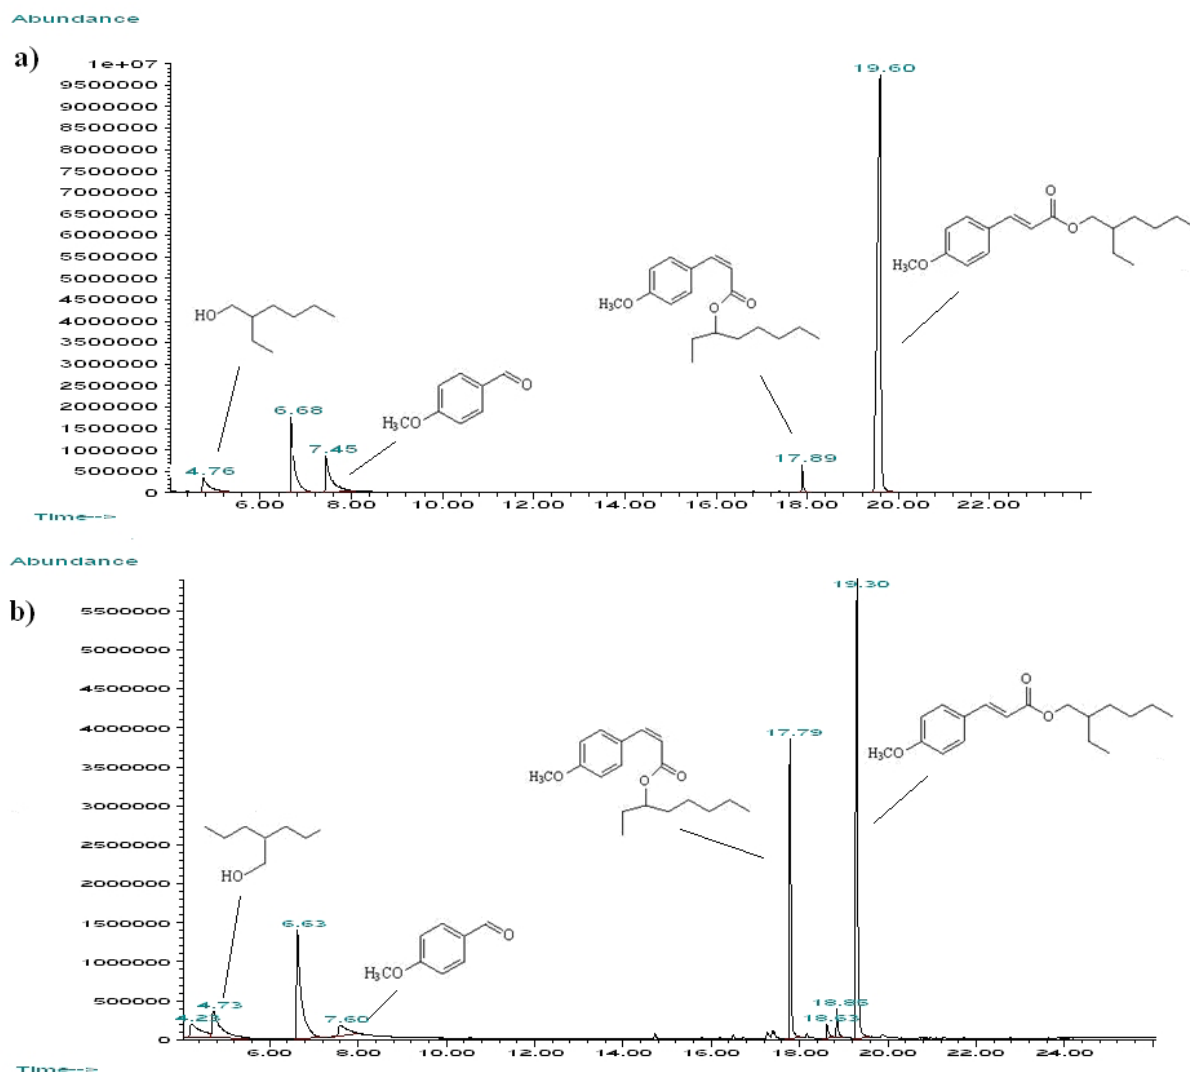 Abundance
a)
1e+07
19.60
9500000
9000000
8500000
8000000
7500000
7000000
O
6500000
O
6000000
H₃CO
5500000
5000000
H₃CO
O
O
4500000
4000000
HO
3500000
3000000
2500000
O
2000000
6.68
H₃CO
1500000
7.45
1000000
4.76
17.89
500000
0
6.00 8.00 10.00 12.00 14.00 16.00 18.00 20.00 22.00
Time-->
Abundance
b)
19.30
5500000
5000000
O
4500000
O
4000000
17.79
H₃CO
H₃CO
O
3500000
O
3000000
2500000
HO
2000000
1500000
6.63
O
1000000
H₃CO
500000
4.23 4.73
7.60
18.63 18.86
0
6.00 8.00 10.00 12.00 14.00 16.00 18.00 20.00 22.00 24.00
Time-->